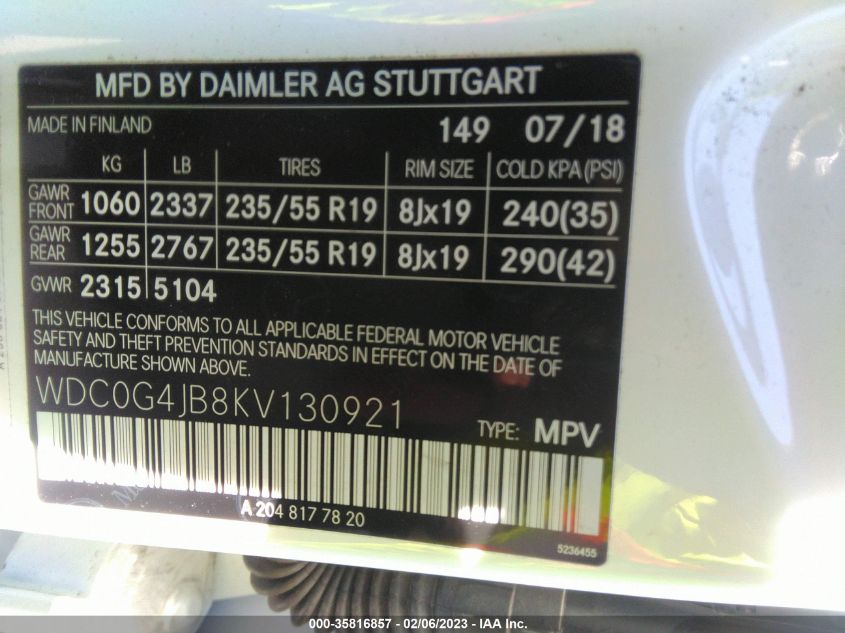 MFD BY DAIMLER AG STUTTGART
MADE IN FINLAND 149 07/18
KG LB TIRES RIM SIZE COLD KPA (PSI)
GAWR FRONT 1060 2337 235/55 R19 8Jx19 240(35)
GAWR REAR 1255 2767 235/55 R19 8Jx19 290(42)
GVWR 2315 5104
THIS VEHICLE CONFORMS TO ALL APPLICABLE FEDERAL MOTOR VEHICLE
SAFETY AND THEFT PREVENTION STANDARDS IN EFFECT ON THE DATE OF
MANUFACTURE SHOWN ABOVE.
WDC0G4JB8KV130921
TYPE: MPV
A 204 817 78 20
5236455
000-35816857 - 02/06/2023 - IAA Inc.